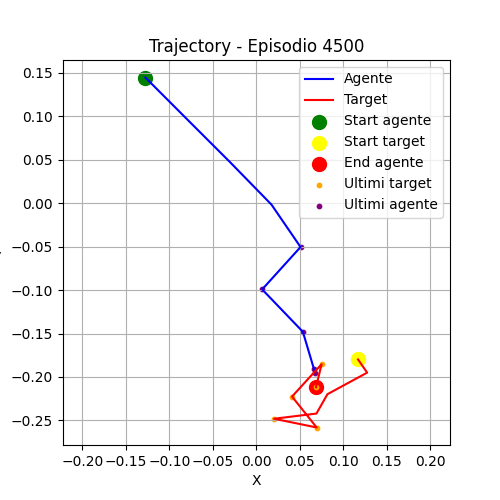 Trajectory - Episodio 4500
Agente
Target
Start agente
Start target
End agente
Ultimi target
Ultimi agente
0.15
0.10
0.05
0.00
−0.05
−0.10
−0.15
−0.20
−0.25
−0.20 −0.15 −0.10 −0.05 0.00 0.05 0.10 0.15 0.20
X